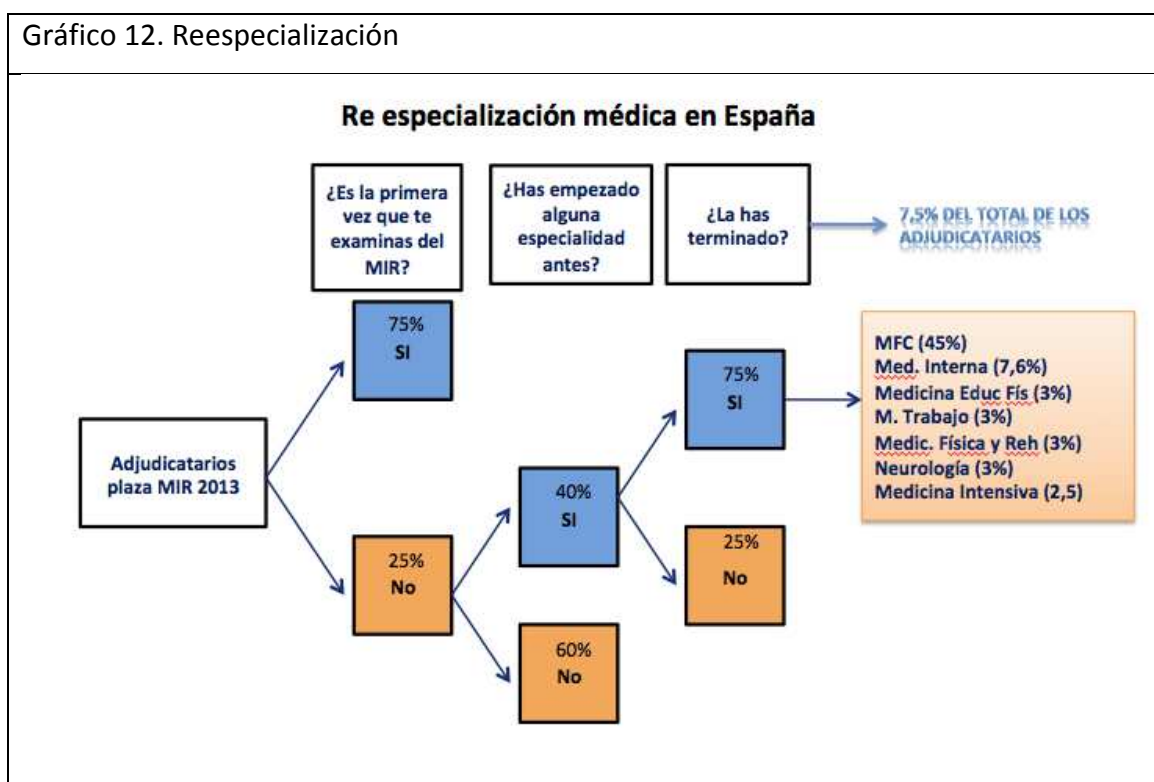 Gráfico 12. Reespecialización
Re especialización médica en España
¿Es la primera
vez que te
examinas del
MIR?
¿Has empezado
alguna
especialidad
antes?
¿La has
terminado?
7,5% DEL TOTAL DE LOS
ADJUDICATARIOS
75%
SI
75%
SI
MFC (45%)
Med. Interna (7,6%)
Medicina Educ Fís (3%)
M. Trabajo (3%)
Medic. Física y Reh (3%)
Neurología (3%)
Medicina Intensiva (2,5)
Adjudicatarios
plaza MIR 2013
40%
SI
25%
No
25%
No
60%
No